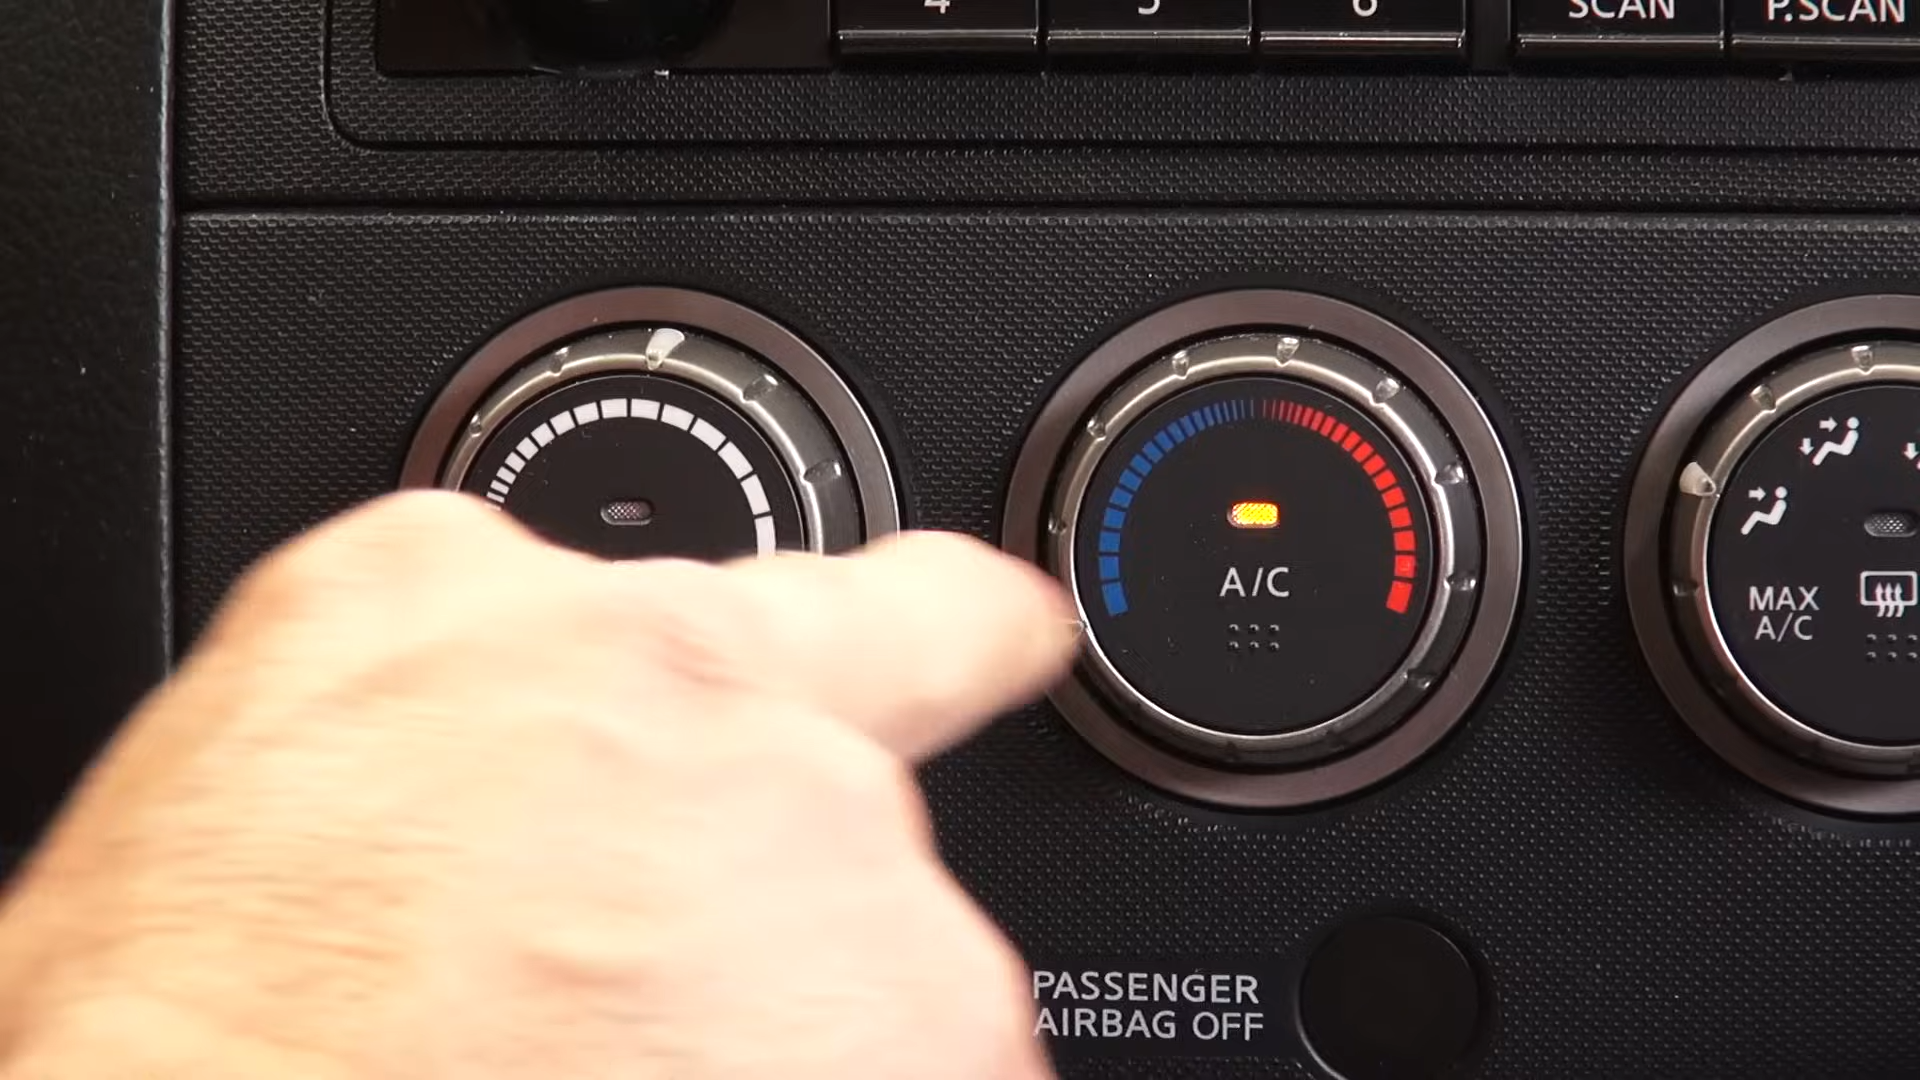 4 5 6 SCAN P.SCAN
A/C
MAX
A/C
PASSENGER
AIRBAG OFF